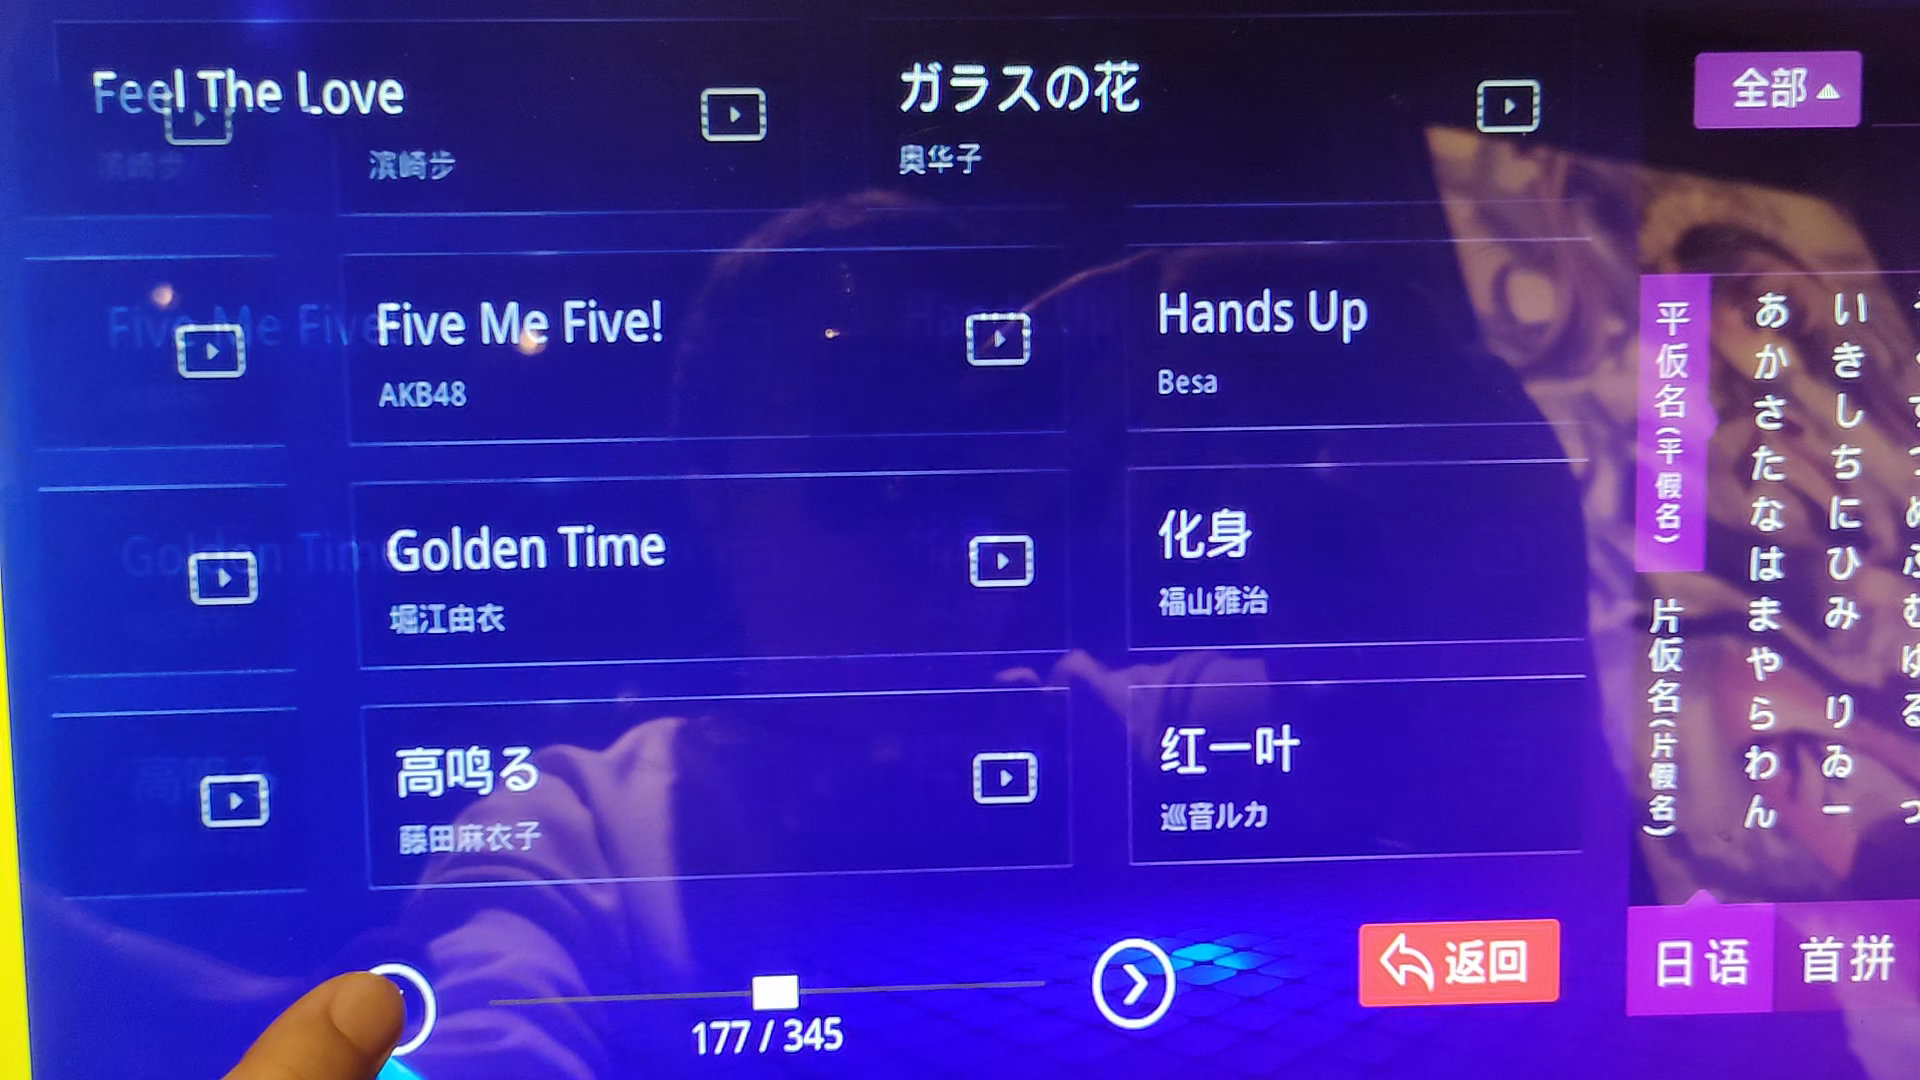 Feel The Love
滨崎步
ガラスの花
奥华子
全部
Five Me Five!
AKB48
Hands Up
Besa
Golden Time
堀江由衣
化身
福山雅治
高鸣る
藤田麻衣子
红一叶
巡音ルカ
平仮名(平假名)
片仮名(片假名)
あかさたなはまやらわん
いきしちにひみ りゐー
177 / 345
返回
日语
首拼